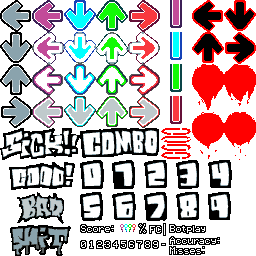 SICK!! COMBO
GOOD! 0 1 2 3 4
BAD 5 6 7 8 9
SHIT Score: % FC | Botplay
0123456789- Accuracy:
Misses: